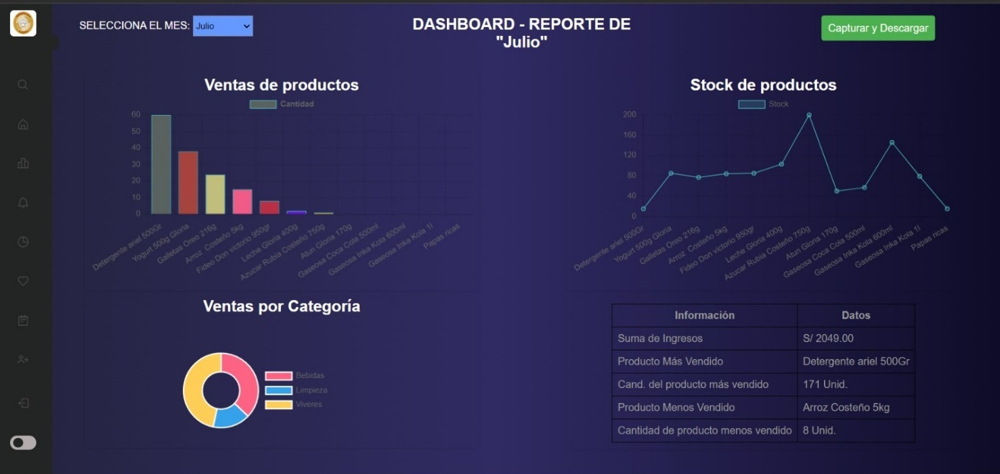 SELECCIONA EL MES: Julio
DASHBOARD - REPORTE DE
"Julio"
Capturar y Descargar
Ventas de productos
Cantidad
60
50
40
30
20
10
0
Detergente ariel 500Gr
Yogurt 500g Gloria
Galletas Oreo 216g
Arroz Costeño 5kg
Fideo Don victorio 950gr
Leche Gloria 400g
Azucar Rubia Costeño 750g
Atun Gloria 170g
Gaseosa Coca Cola 500ml
Gaseosa Inka Kola 600ml
Gaseosa Inka Kola 1l
Papas ricas
Stock de productos
Stock
200
160
120
80
40
0
Detergente ariel 500Gr
Yogurt 500g Gloria
Galletas Oreo 216g
Arroz Costeño 5kg
Fideo Don victorio 950gr
Leche Gloria 400g
Azucar Rubia Costeño 750g
Atun Gloria 170g
Gaseosa Coca Cola 500ml
Gaseosa Inka Kola 600ml
Gaseosa Inka Kola 1l
Papas ricas
Ventas por Categoría
Bebidas
Limpieza
Viveres
Información Datos
Suma de Ingresos S/ 2049.00
Producto Más Vendido Detergente ariel 500Gr
Cand. del producto más vendido 171 Unid.
Producto Menos Vendido Arroz Costeño 5kg
Cantidad de producto menos vendido 8 Unid.